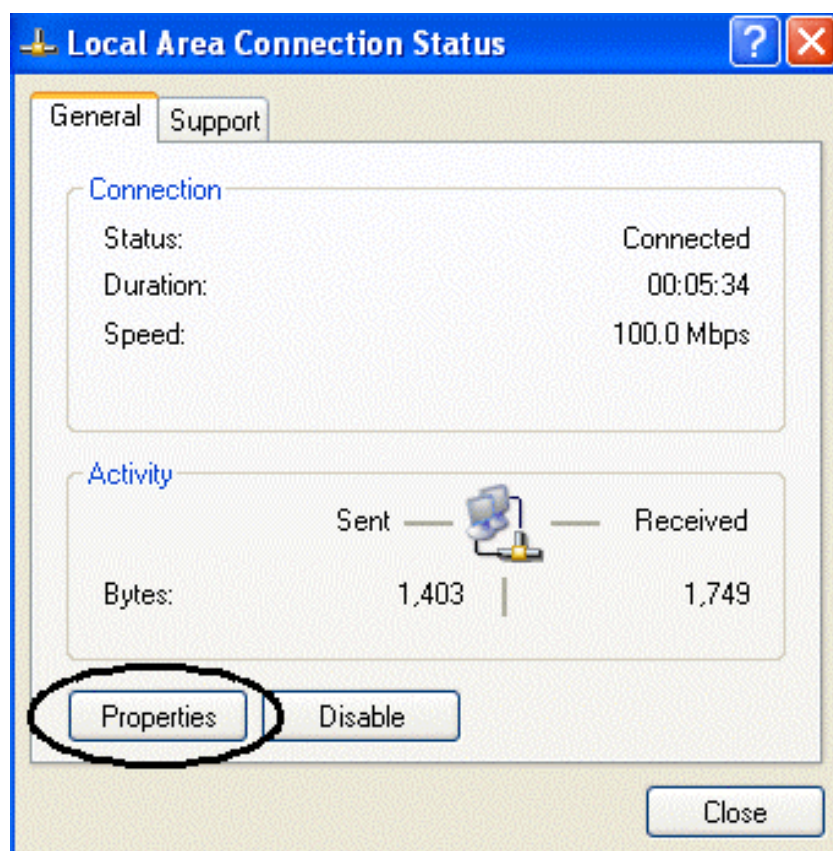 Local Area Connection Status
General Support
Connection
Status: Connected
Duration: 00:05:34
Speed: 100.0 Mbps
Activity
Sent Received
Bytes: 1,403 1,749
Properties Disable
Close